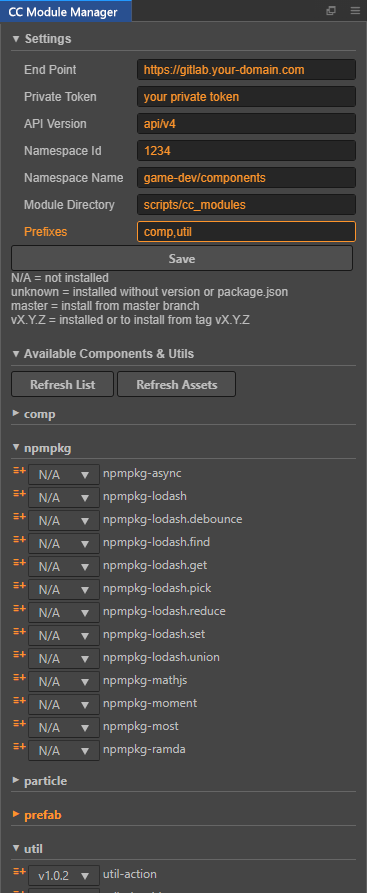 CC Module Manager
Settings
End Point https://gitlab.your-domain.com
Private Token your private token
API Version api/v4
Namespace Id 1234
Namespace Name game-dev/components
Module Directory scripts/cc_modules
Prefixes comp,util
Save
N/A = not installed
unknown = installed without version or package.json
master = install from master branch
vX.Y.Z = installed or to install from tag vX.Y.Z
Available Components & Utils
Refresh List Refresh Assets
comp
npmpkg
N/A npmpkg-async
N/A npmpkg-lodash
N/A npmpkg-lodash.debounce
N/A npmpkg-lodash.find
N/A npmpkg-lodash.get
N/A npmpkg-lodash.pick
N/A npmpkg-lodash.reduce
N/A npmpkg-lodash.set
N/A npmpkg-lodash.union
N/A npmpkg-mathjs
N/A npmpkg-moment
N/A npmpkg-most
N/A npmpkg-ramda
particle
prefab
util
v1.0.2 util-action